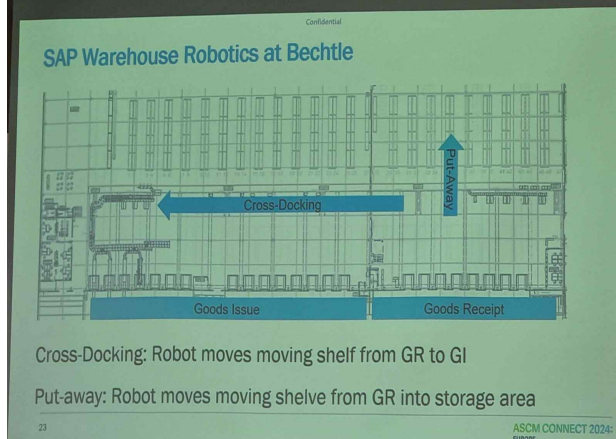 Confidential
SAP Warehouse Robotics at Bechtle
Put-Away
Cross-Docking
Goods Issue
Goods Receipt
Cross-Docking: Robot moves moving shelf from GR to GI
Put-away: Robot moves moving shelve from GR into storage area
23
ASCM CONNECT 2024:
EUROPE